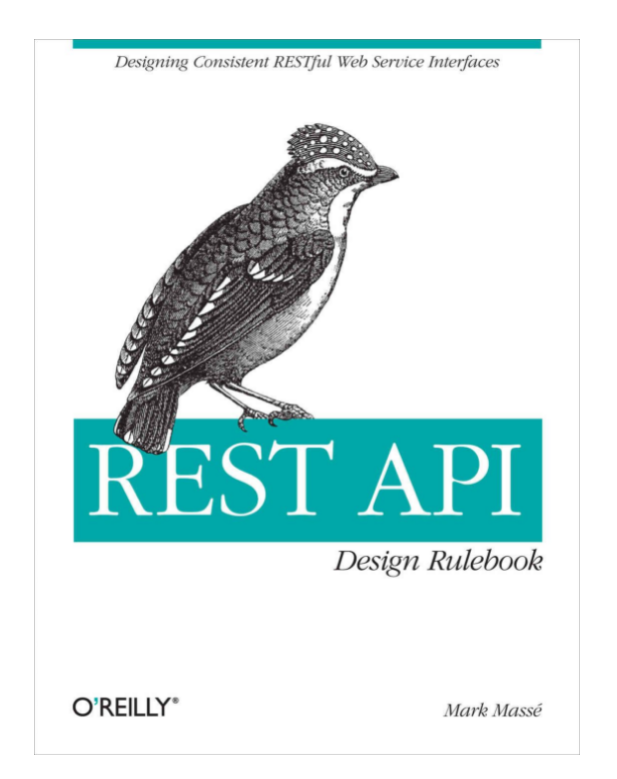 Designing Consistent RESTful Web Service Interfaces
REST API
Design Rulebook
O'REILLY®
Mark Massé